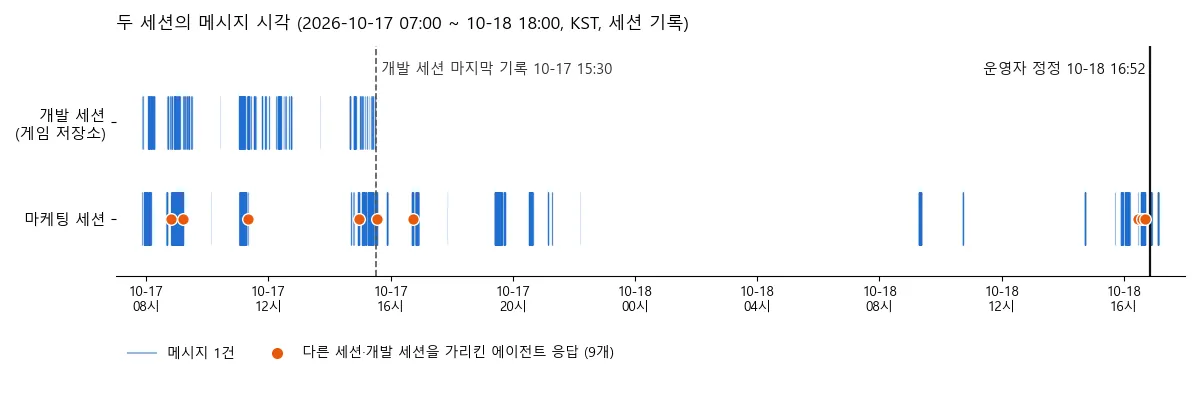 두 세션의 메시지 시각 (2026-10-17 07:00 ~ 10-18 18:00, KST, 세션 기록)
개발 세션 마지막 기록 10-17 15:30
운영자 정정 10-18 16:52
개발 세션
(게임 저장소)
마케팅 세션
10-17 10-17 10-17 10-17 10-18 10-18 10-18 10-18 10-18
08시 12시 16시 20시 00시 04시 08시 12시 16시
메시지 1건
다른 세션·개발 세션을 가리킨 에이전트 응답 (9개)